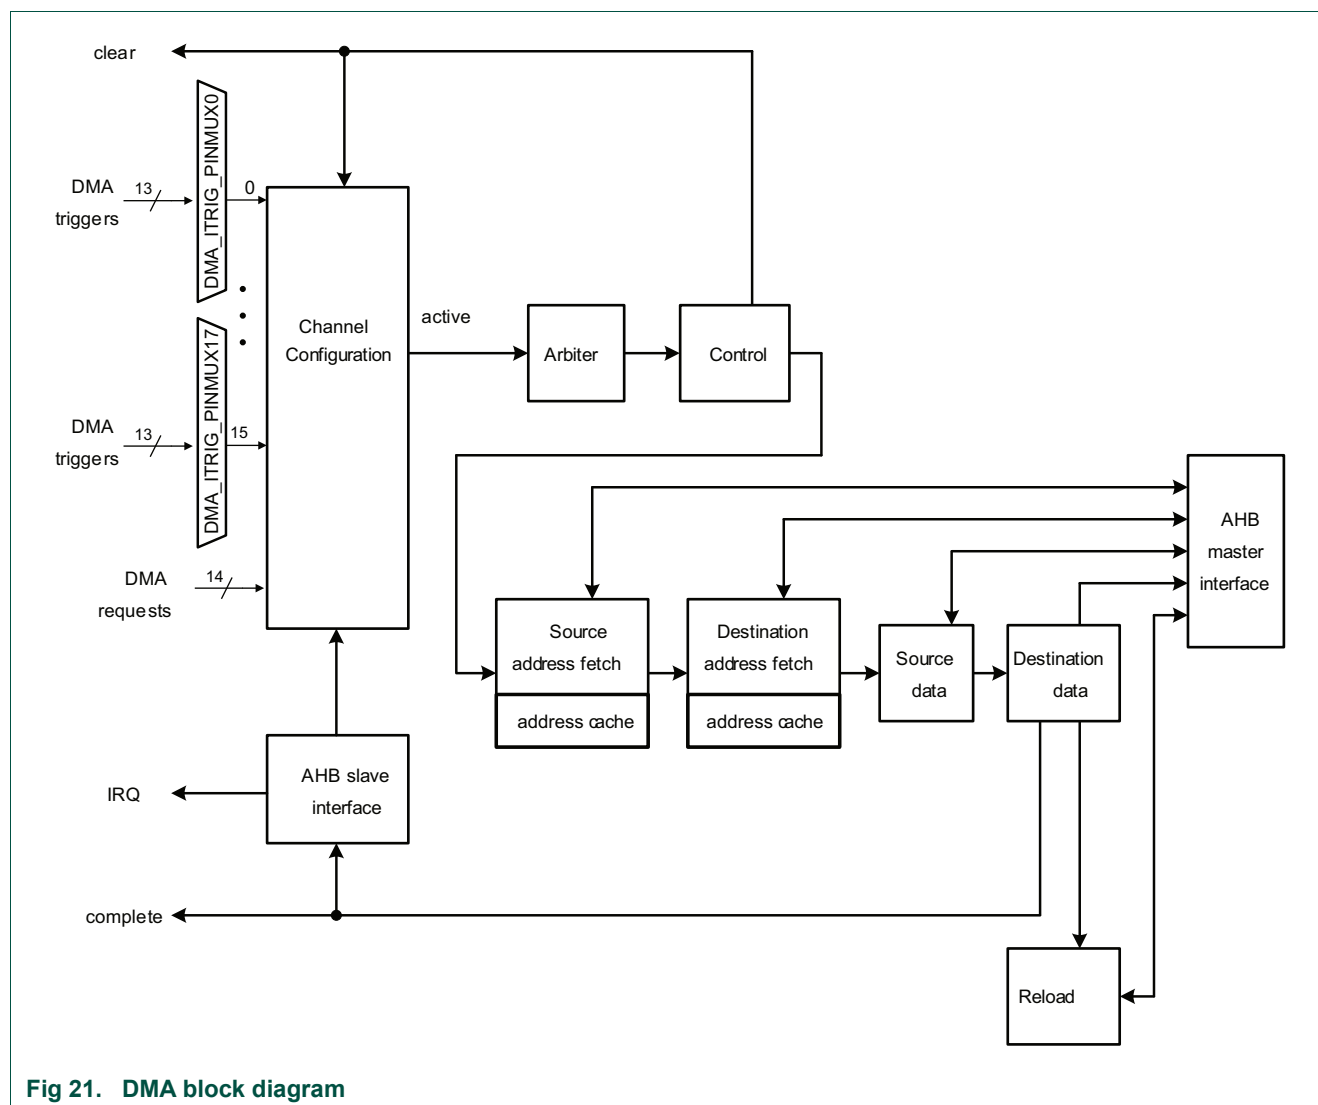 clear
DMA_ITRIG_PINMUX0
DMA
triggers
13
0
Channel
Configuration
active
Arbiter
Control
DMA_ITRIG_PINMUX17
DMA
triggers
13
15
DMA
requests
14
AHB
master
interface
Source
address fetch
address cache
Destination
address fetch
address cache
Source
data
Destination
data
AHB slave
interface
IRQ
complete
Reload
Fig 21. DMA block diagram